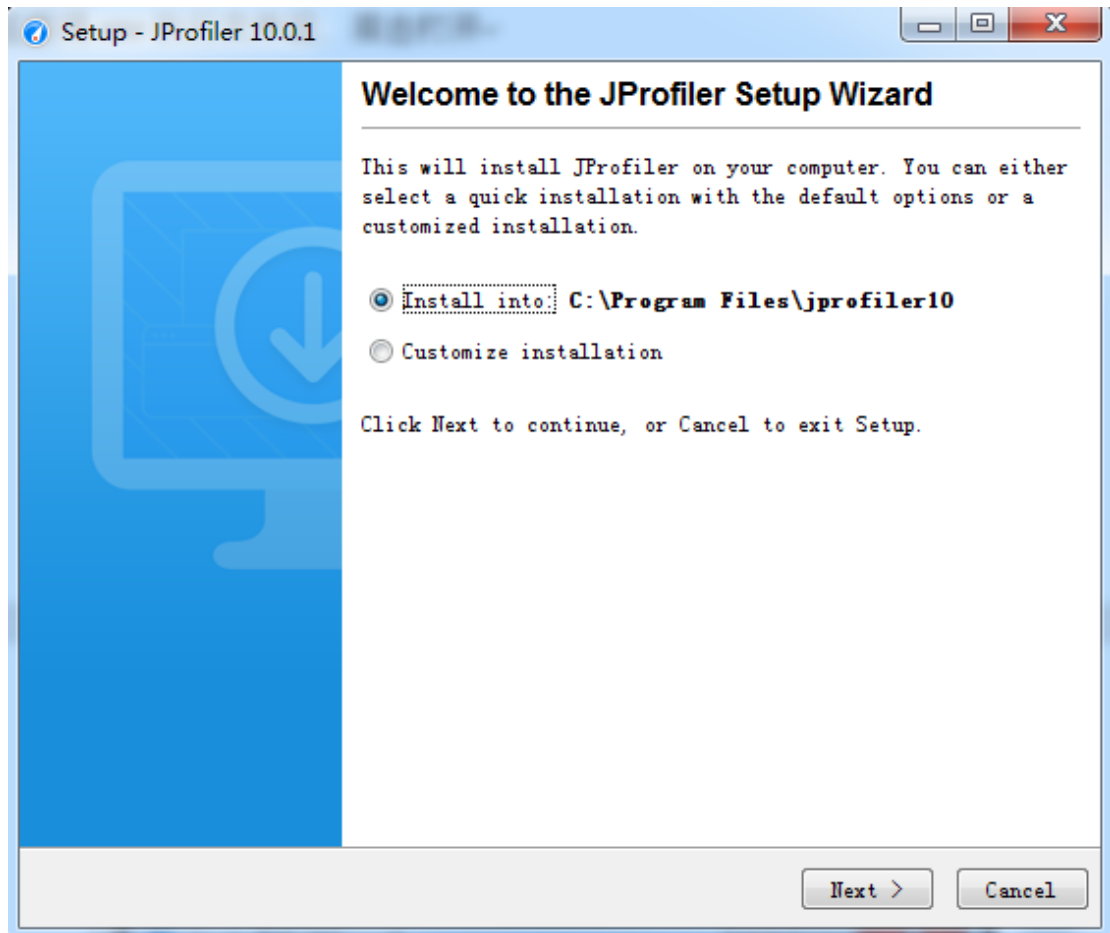 Setup - JProfiler 10.0.1
Welcome to the JProfiler Setup Wizard
This will install JProfiler on your computer. You can either
select a quick installation with the default options or a
customized installation.
Install into: C:\Program Files\jprofiler10
Customize installation
Click Next to continue, or Cancel to exit Setup.
Next > Cancel